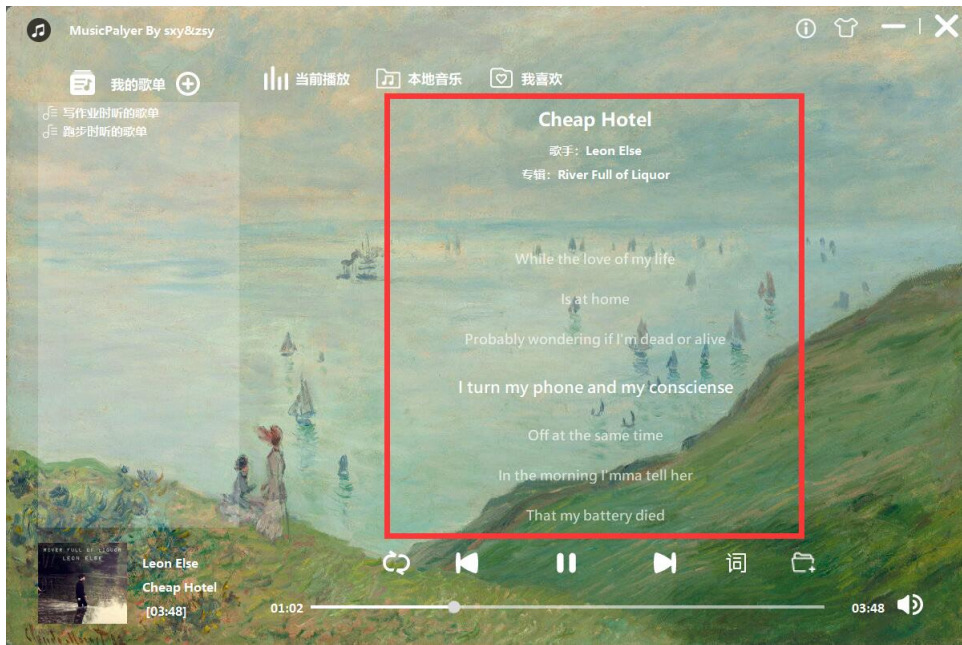 MusicPalyer By sxy&zsy
我的歌单
当前播放
本地音乐
我喜欢
写作业时听的歌单
跑步时听的歌单
Cheap Hotel
歌手：Leon Else
专辑：River Full of Liquor
While the love of my life
Is at home
Probably wondering if I'm dead or alive
I turn my phone and my consciense
Off at the same time
In the morning I'mma tell her
That my battery died
RIVER FULL OF LIQUOR
LEON ELSE
Leon Else
Cheap Hotel
[03:48]
词
01:02
03:48